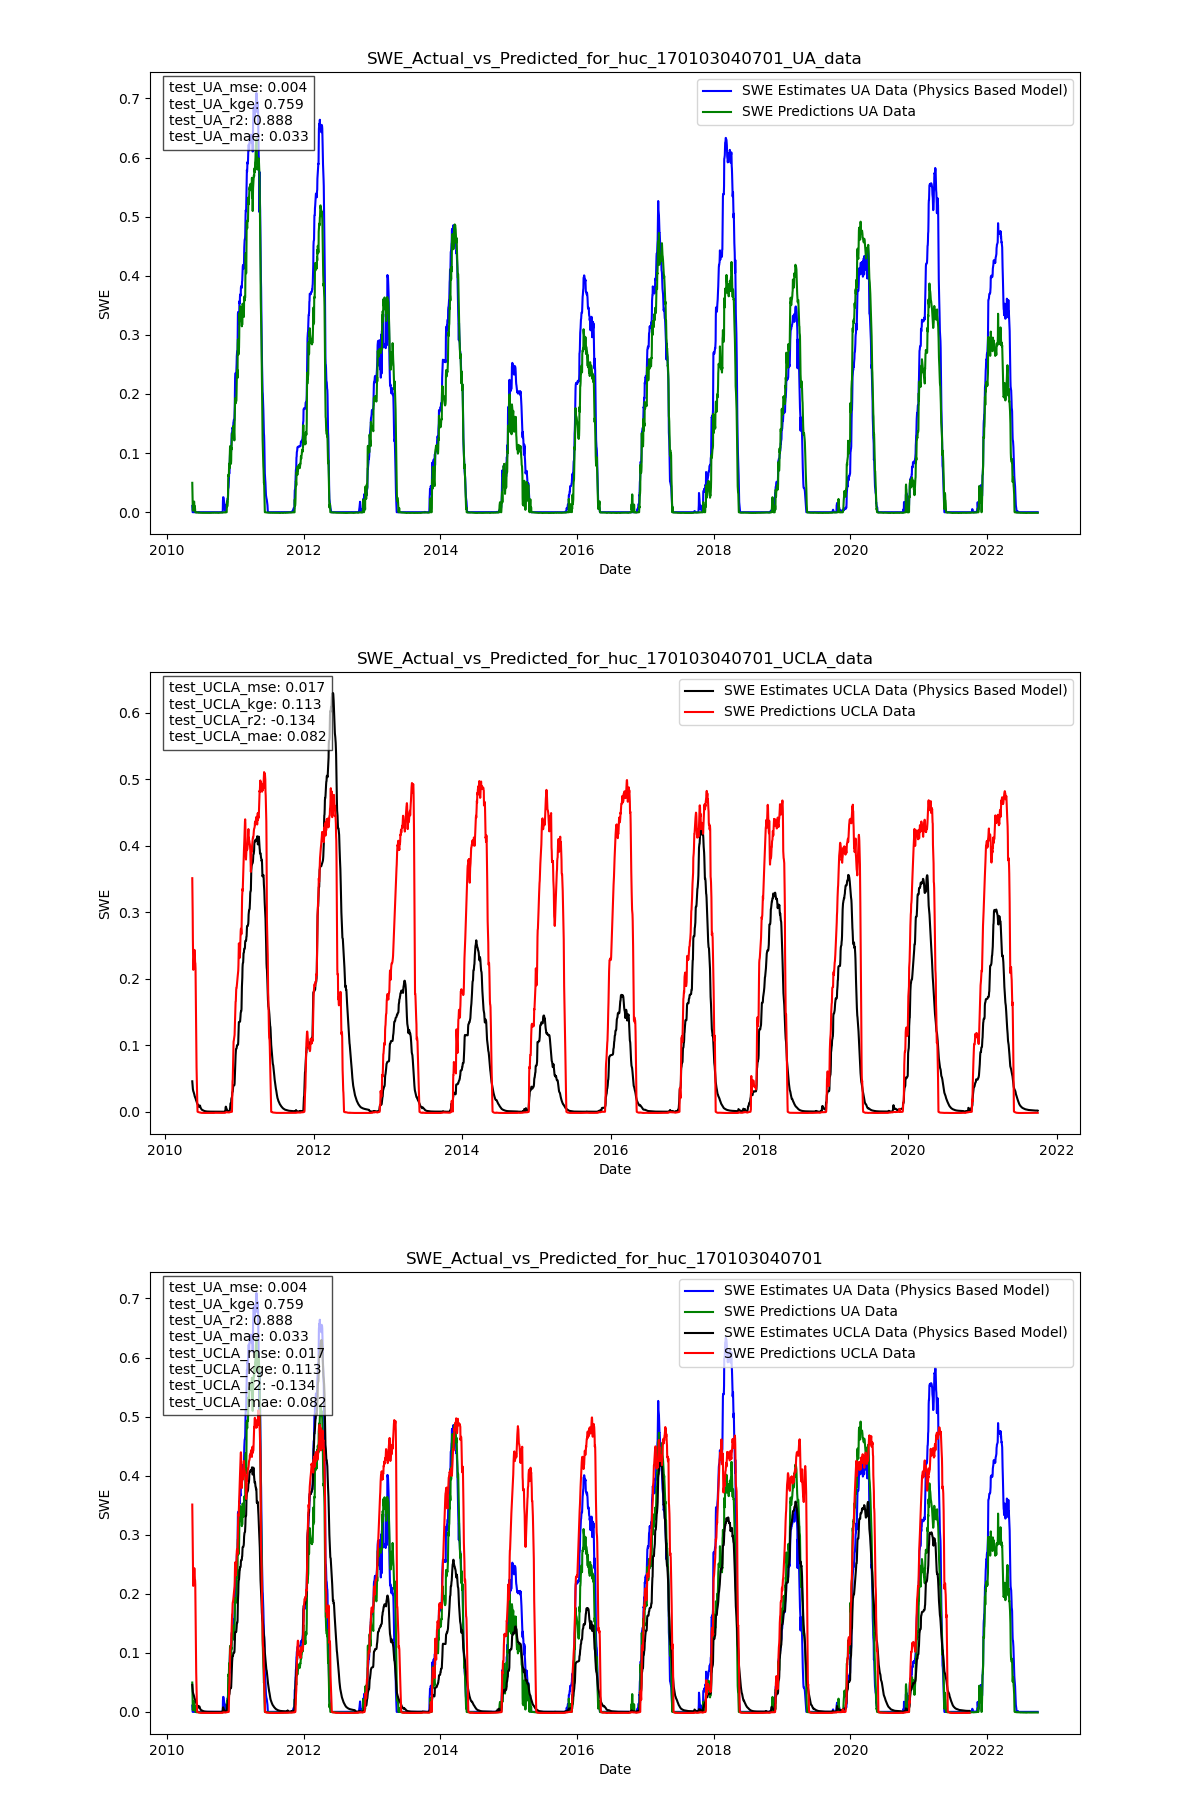 SWE_Actual_vs_Predicted_for_huc_170103040701_UA_data
test_UA_mse: 0.004
test_UA_kge: 0.759
test_UA_r2: 0.888
test_UA_mae: 0.033
SWE Estimates UA Data (Physics Based Model)
SWE Predictions UA Data
0.7
0.6
0.5
0.4
0.3
0.2
0.1
0.0
SWE
2010 2012 2014 2016 2018 2020 2022
Date
SWE_Actual_vs_Predicted_for_huc_170103040701_UCLA_data
test_UCLA_mse: 0.017
test_UCLA_kge: 0.113
test_UCLA_r2: -0.134
test_UCLA_mae: 0.082
SWE Estimates UCLA Data (Physics Based Model)
SWE Predictions UCLA Data
0.6
0.5
0.4
0.3
0.2
0.1
0.0
SWE
2010 2012 2014 2016 2018 2020 2022
Date
SWE_Actual_vs_Predicted_for_huc_170103040701
test_UA_mse: 0.004
test_UA_kge: 0.759
test_UA_r2: 0.888
test_UA_mae: 0.033
test_UCLA_mse: 0.017
test_UCLA_kge: 0.113
test_UCLA_r2: -0.134
test_UCLA_mae: 0.082
SWE Estimates UA Data (Physics Based Model)
SWE Predictions UA Data
SWE Estimates UCLA Data (Physics Based Model)
SWE Predictions UCLA Data
0.7
0.6
0.5
0.4
0.3
0.2
0.1
0.0
SWE
2010 2012 2014 2016 2018 2020 2022
Date